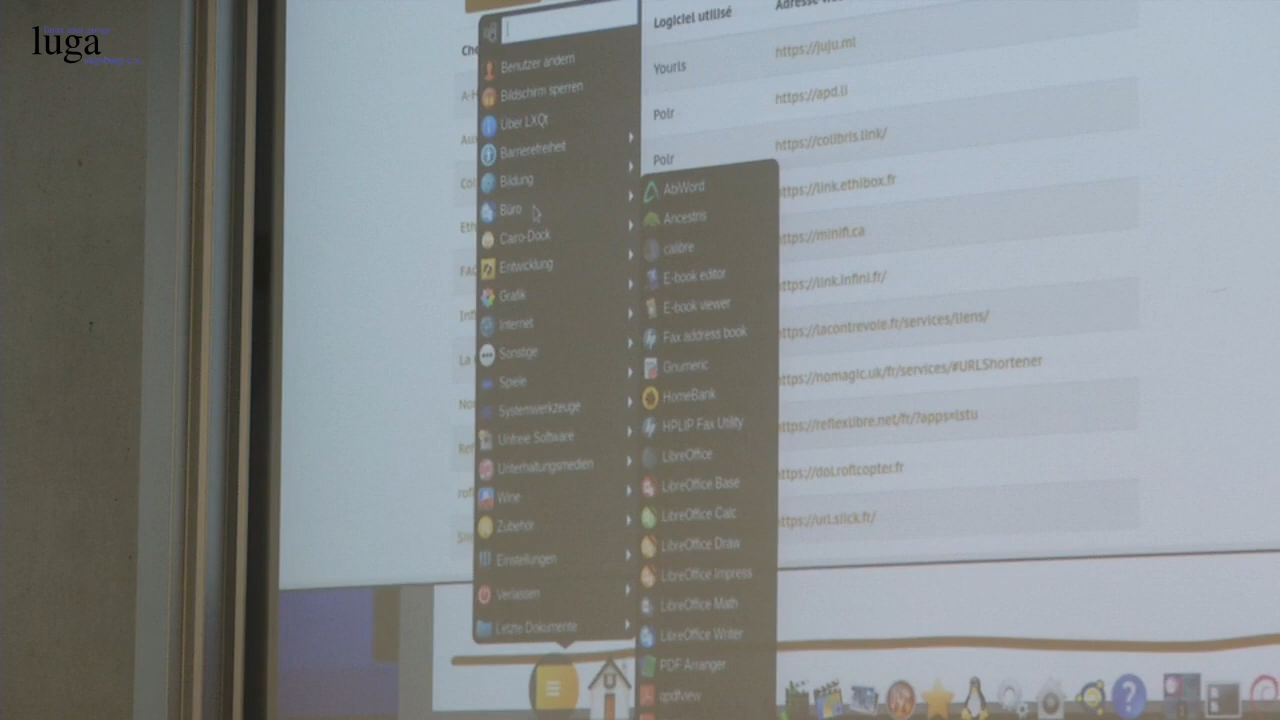 luga
Logiciel utilisé
Benutzer ändern
Bildschirm sperren
Über LXQt
Barrierefreiheit
Bildung
Büro
Cairo-Dock
Entwicklung
Grafik
Internet
Sonstige
Spiele
Systemwerkzeuge
Unfreie Software
Unterhaltungsmedien
Wine
Zubehör
Einstellungen
Verlassen
Letzte Dokumente
AbiWord
Ancestris
calibre
E-book editor
E-book viewer
Fax address book
Gnumeric
HomeBank
HPLIP Fax Utility
LibreOffice
LibreOffice Base
LibreOffice Calc
LibreOffice Draw
LibreOffice Impress
LibreOffice Math
LibreOffice Writer
PDF Arranger
qpdfview
Yourls
https://juju.ml
Polr
https://apd.li
https://colibris.link/
Polr
https://link.ethibox.fr
https://minifi.ca
https://link.infini.fr/
https://lacontrevoie.fr/services/liens/
https://nomagic.uk/fr/services/#URLShortener
https://reflexlibre.net/fr/?apps=lstu
https://dol.roflcopter.fr
https://url.slick.fr/